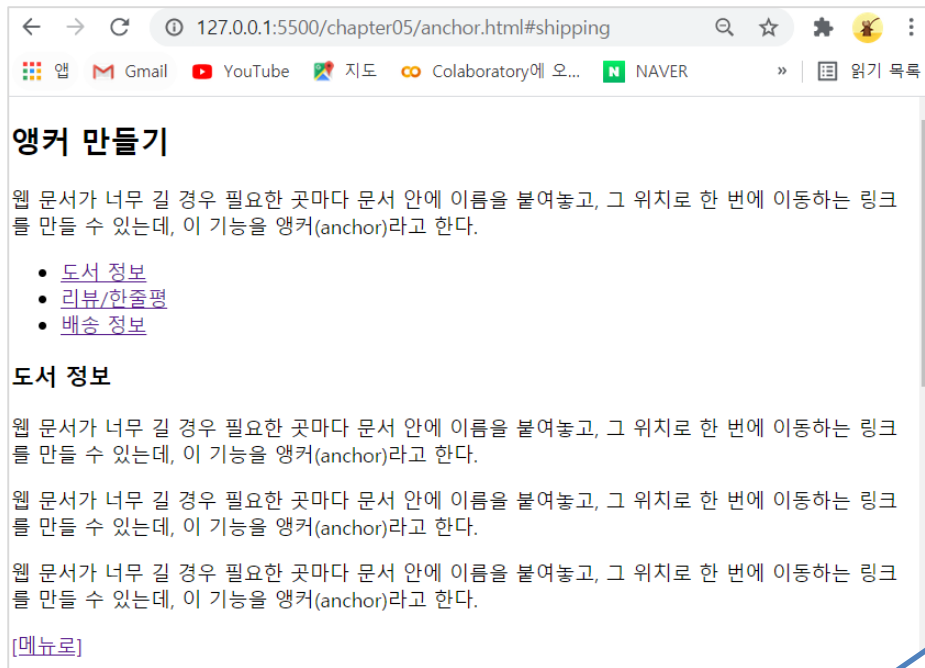 127.0.0.1:5500/chapter05/anchor.html#shipping
앱 Gmail YouTube 지도 Colaboratory에 오... NAVER » 읽기 목록
앵커 만들기
웹 문서가 너무 길 경우 필요한 곳마다 문서 안에 이름을 붙여놓고, 그 위치로 한 번에 이동하는 링크
를 만들 수 있는데, 이 기능을 앵커(anchor)라고 한다.
• 도서 정보
• 리뷰/한줄평
• 배송 정보
도서 정보
웹 문서가 너무 길 경우 필요한 곳마다 문서 안에 이름을 붙여놓고, 그 위치로 한 번에 이동하는 링크
를 만들 수 있는데, 이 기능을 앵커(anchor)라고 한다.
웹 문서가 너무 길 경우 필요한 곳마다 문서 안에 이름을 붙여놓고, 그 위치로 한 번에 이동하는 링크
를 만들 수 있는데, 이 기능을 앵커(anchor)라고 한다.
웹 문서가 너무 길 경우 필요한 곳마다 문서 안에 이름을 붙여놓고, 그 위치로 한 번에 이동하는 링크
를 만들 수 있는데, 이 기능을 앵커(anchor)라고 한다.
[메뉴로]